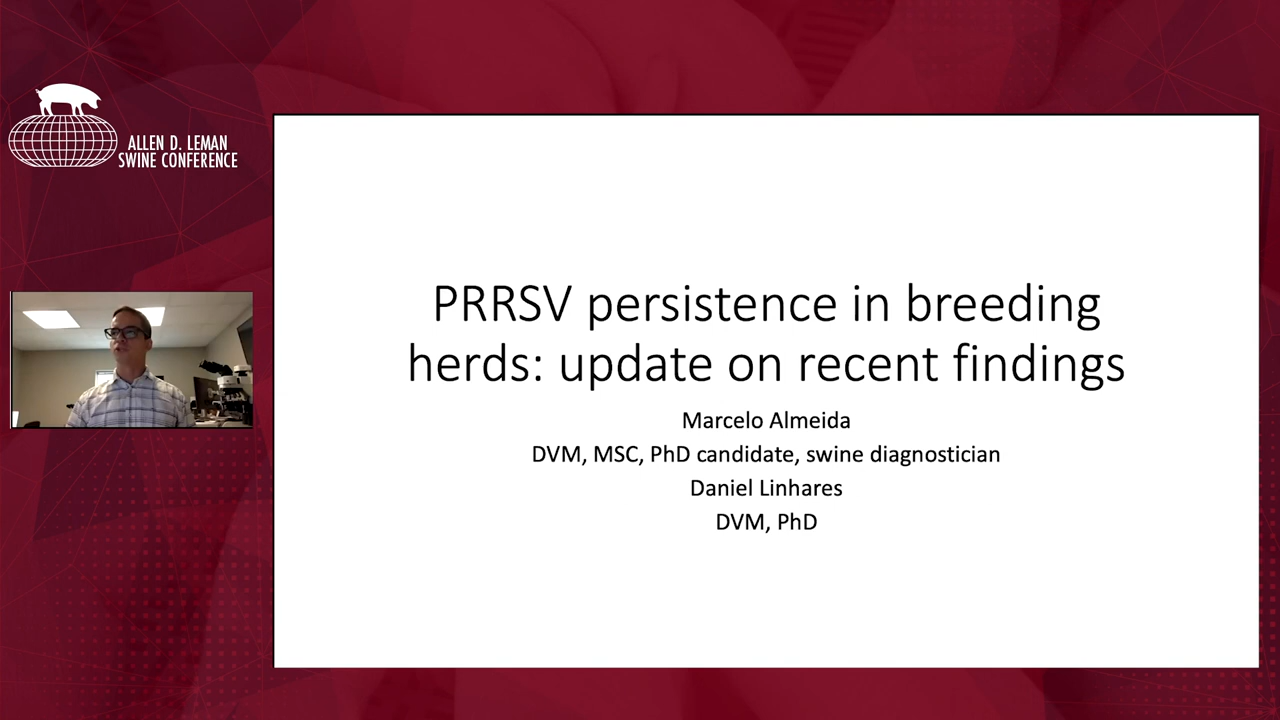 ALLEN D. LEMAN
SWINE CONFERENCE
PRRSV persistence in breeding
herds: update on recent findings
Marcelo Almeida
DVM, MSC, PhD candidate, swine diagnostician
Daniel Linhares
DVM, PhD